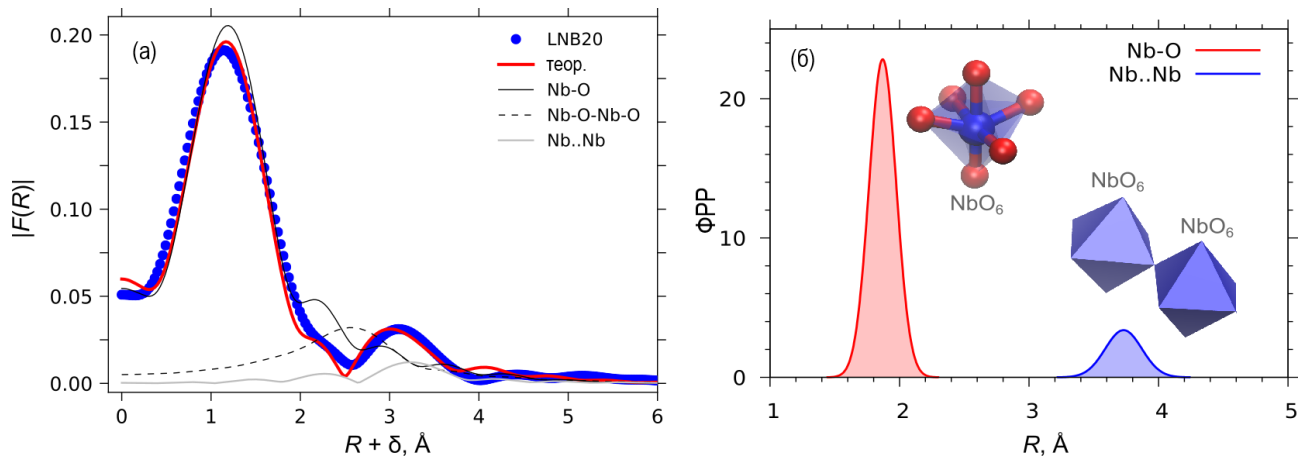 (а)
0.20
0.15
0.10
0.05
0.00
|F(R)|
0 1 2 3 4 5 6
R + δ, Å
LNB20
теор.
Nb-O
Nb-O-Nb-O
Nb..Nb
(б)
20
10
0
ФРР
1 2 3 4 5
R, Å
Nb-O
Nb..Nb
NbO₆
NbO₆
NbO₆